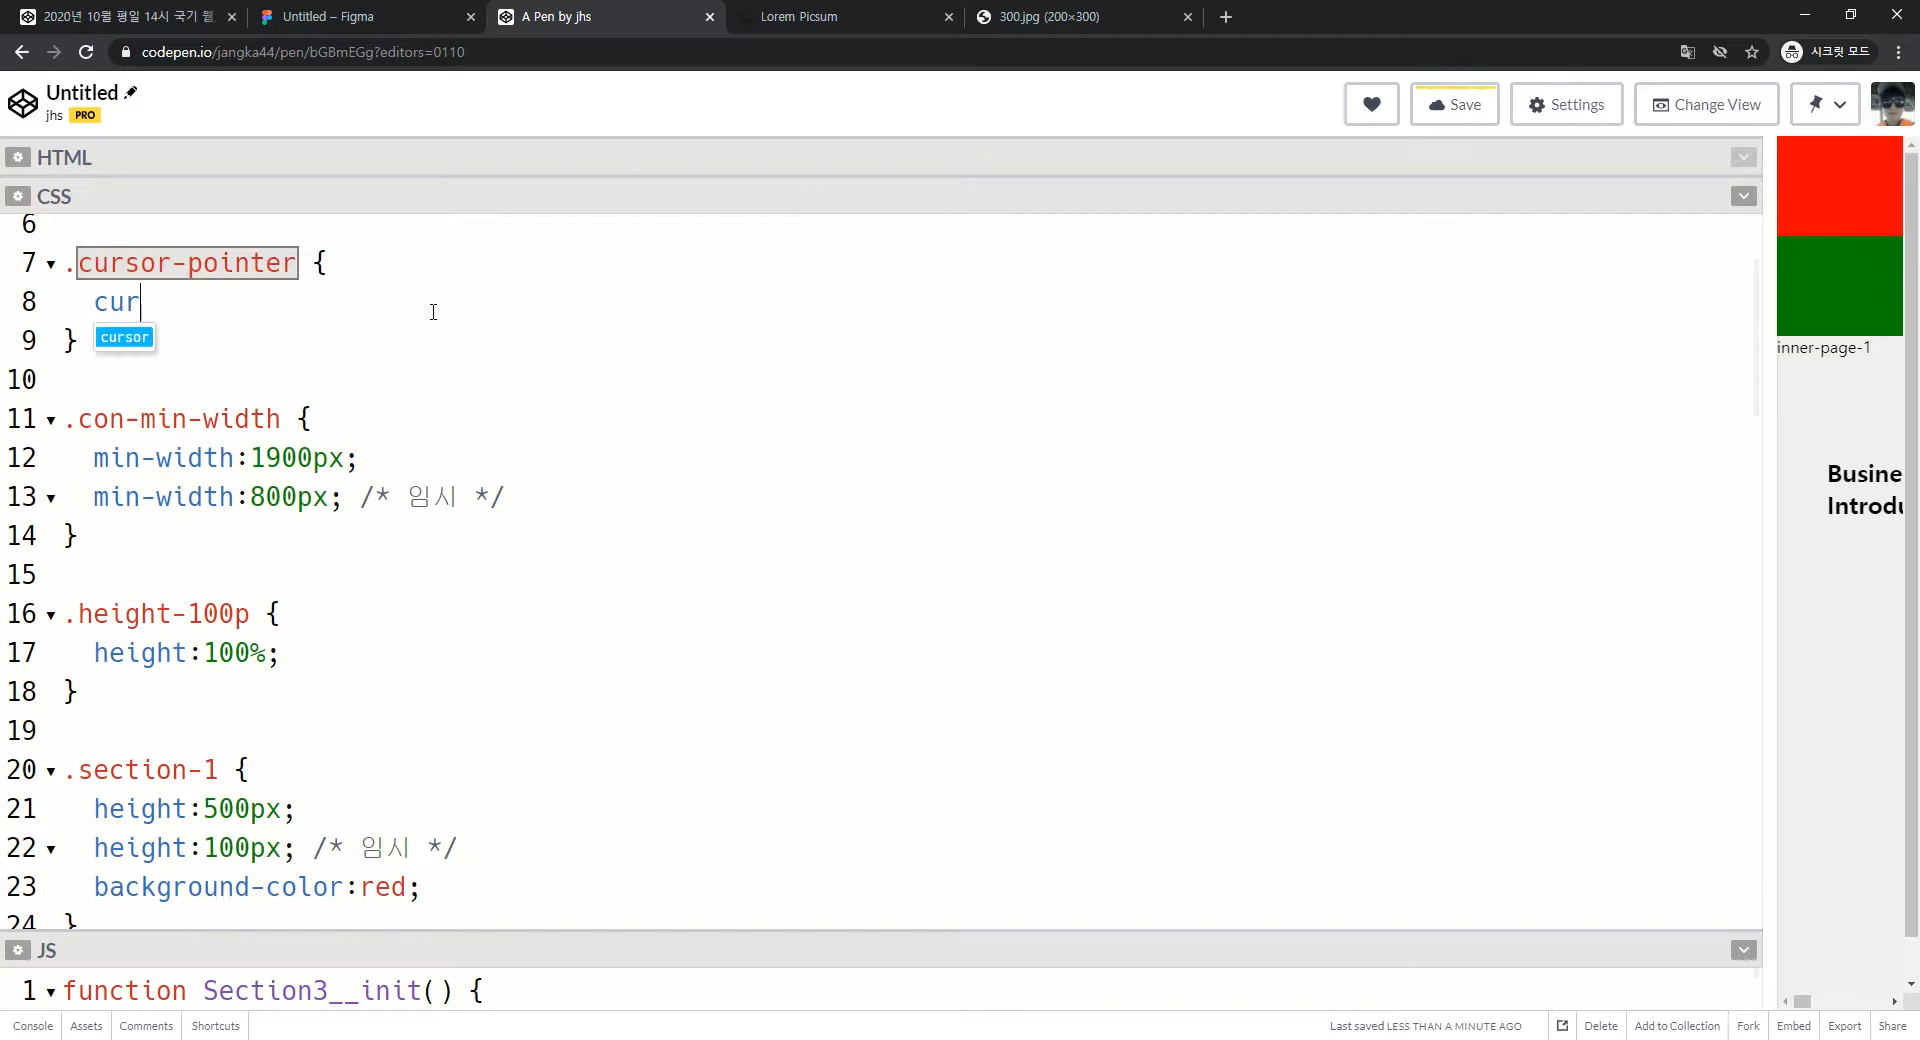 2020년 10월 평일 14시 국기 웹
Untitled – Figma
A Pen by jhs
Lorem Picsum
300.jpg (200×300)
codepen.io/jangka44/pen/bGBmEGg?editors=0110
시크릿 모드
Untitled
jhs PRO
Save
Settings
Change View
HTML
CSS
6
7 .cursor-pointer {
8 cur
9 }
cursor
10
11 .con-min-width {
12 min-width:1900px;
13 min-width:800px; /* 임시 */
14 }
15
16 .height-100p {
17 height:100%;
18 }
19
20 .section-1 {
21 height:500px;
22 height:100px; /* 임시 */
23 background-color:red;
24 }
inner-page-1
Busine
Introdu
JS
1 function Section3__init() {
Console Assets Comments Shortcuts
Last saved LESS THAN A MINUTE AGO
Delete Add to Collection Fork Embed Export Share